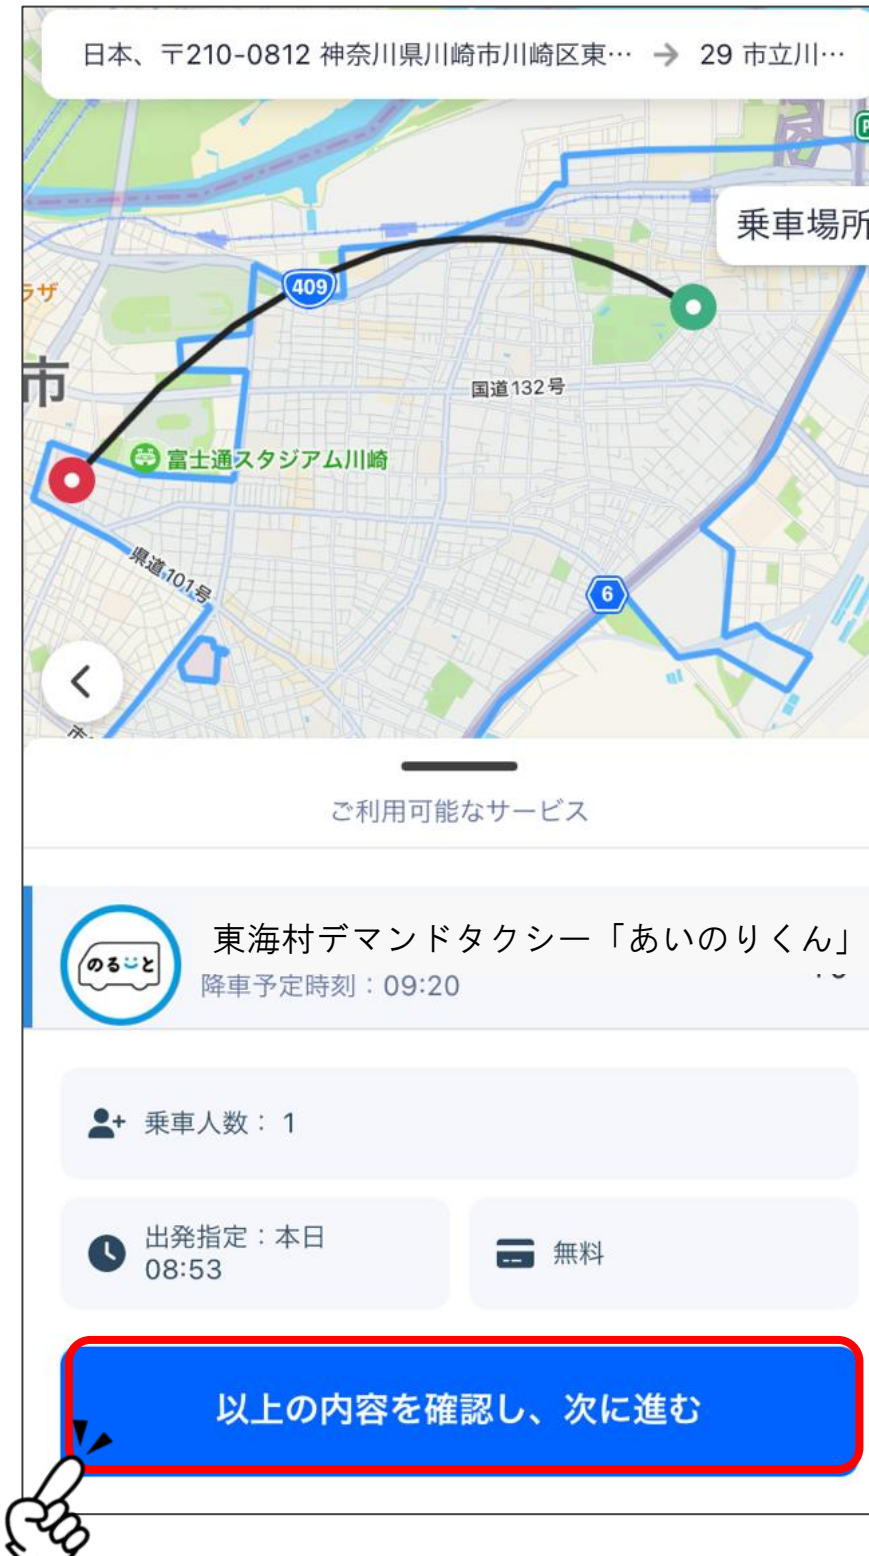 日本、〒210-0812 神奈川県川崎市川崎区東… → 29 市立川…
乗車場所
ラザ
409
市
国道132号
富士通スタジアム川崎
県道101号
6
ご利用可能なサービス
のるーと
東海村デマンドタクシー「あいのりくん」
降車予定時刻：09:20
乗車人数： 1
出発指定：本日
08:53
無料
以上の内容を確認し、次に進む